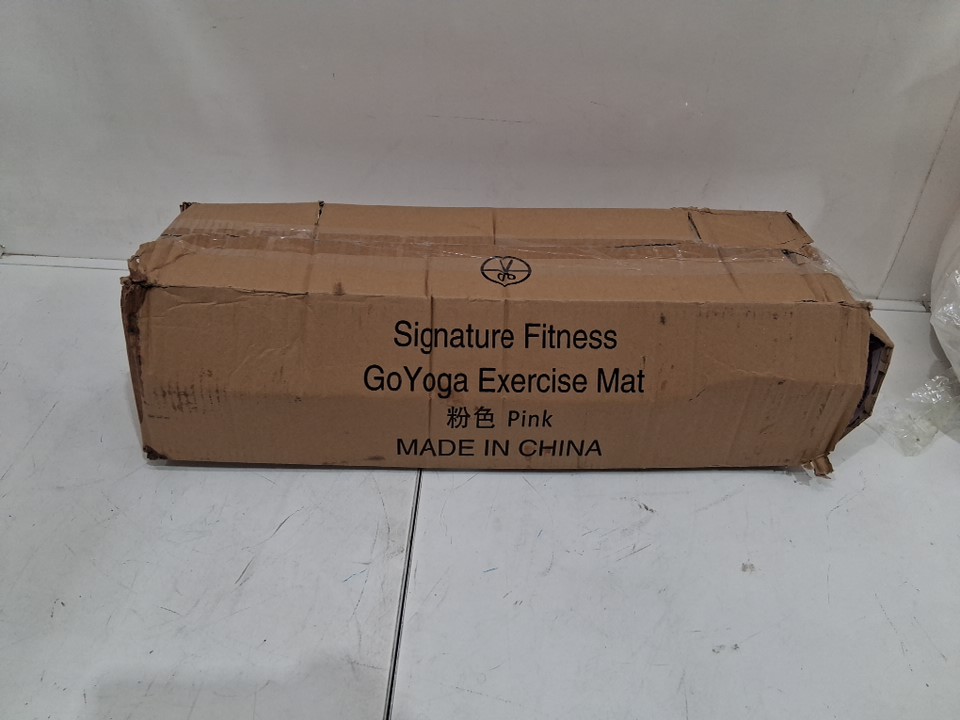 Signature Fitness
GoYoga Exercise Mat
粉色 Pink
MADE IN CHINA